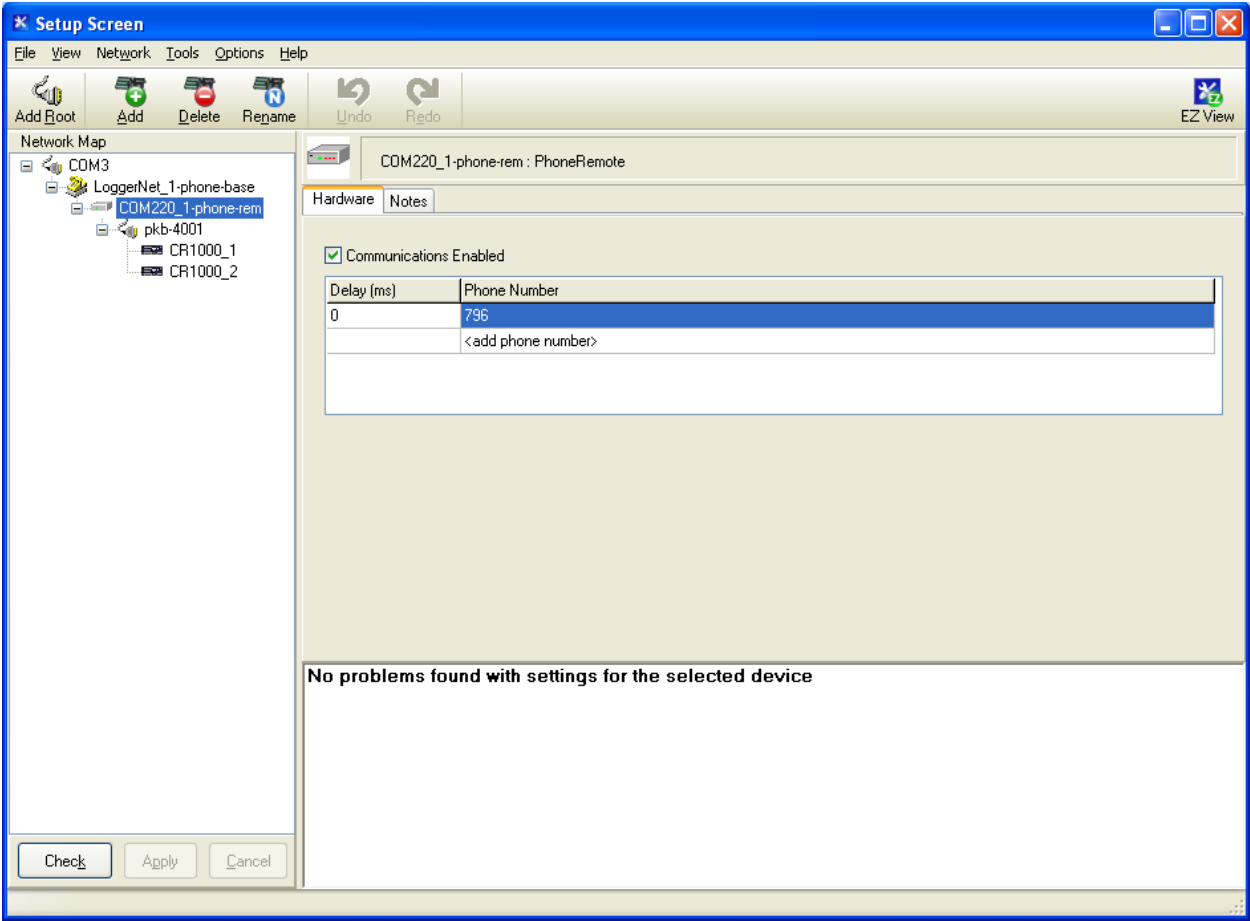 Setup Screen
File View Network Tools Options Help
Add Root Add Delete Rename Undo Redo EZ View
Network Map
COM3
LoggerNet_1-phone-base
COM220_1-phone-rem
pkb-4001
CR1000_1
CR1000_2
COM220_1-phone-rem : PhoneRemote
Hardware Notes
Communications Enabled
Delay (ms) Phone Number
0 796
<add phone number>
No problems found with settings for the selected device
Check Apply Cancel